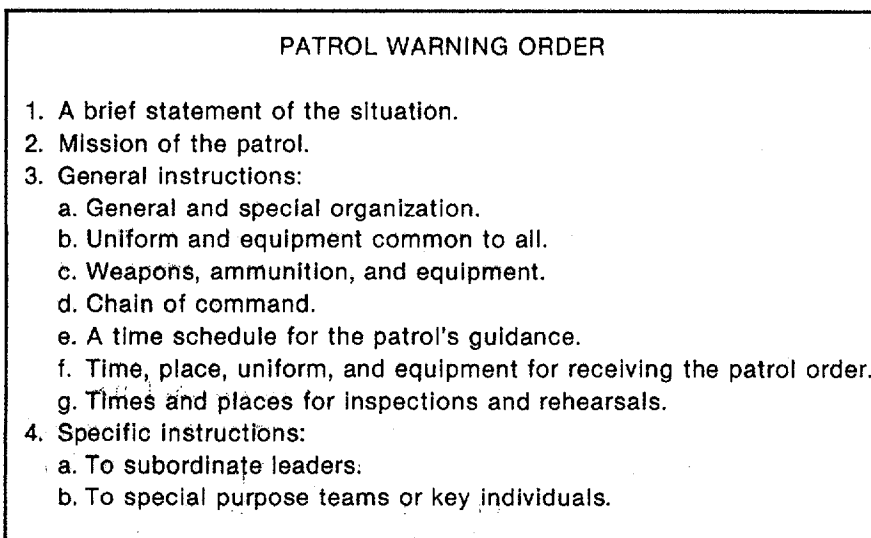 PATROL WARNING ORDER
1. A brief statement of the situation.
2. Mission of the patrol.
3. General instructions:
a. General and special organization.
b. Uniform and equipment common to all.
c. Weapons, ammunition, and equipment.
d. Chain of command.
e. A time schedule for the patrol's guidance.
f. Time, place, uniform, and equipment for receiving the patrol order.
g. Times and places for inspections and rehearsals.
4. Specific instructions:
a. To subordinate leaders.
b. To special purpose teams or key individuals.